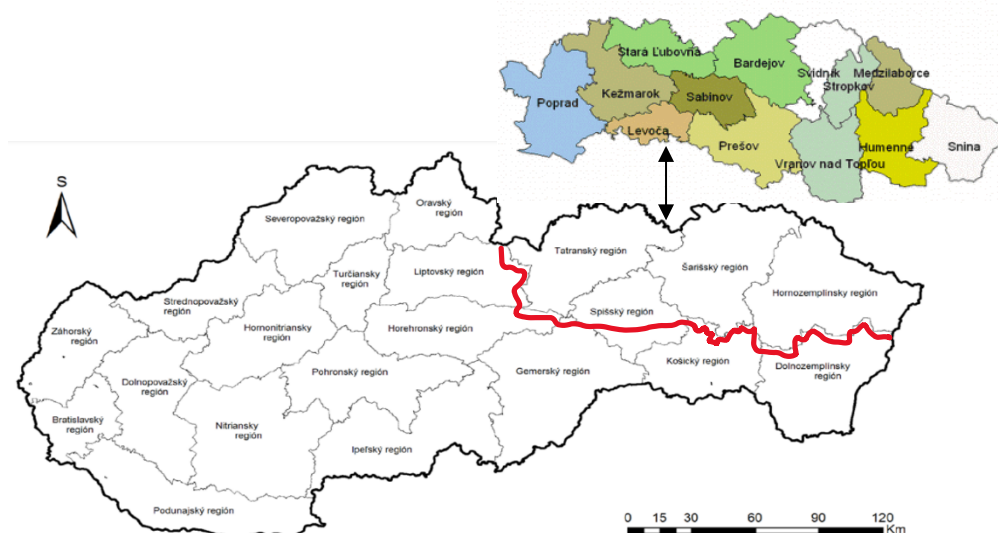 Stará Ľubovňa
Bardejov
Svidník
Medzilaborce
Stropkov
Poprad
Kežmarok
Sabinov
Levoča
Prešov
Humenné
Snina
Vranov nad Topľou
S
Oravský
región
Severopovažský región
Tatranský región
Šarišský región
Turčiansky
región
Liptovský región
Hornozemplínsky región
Strednopovažský
región
Spišský región
Záhorský
región
Hornonitriansky
región
Horehronský región
Košický región
Dolnozemplínsky
región
Dolnopovažský
región
Pohronský región
Gemerský región
Bratislavský
región
Nitriansky
región
Ipeľský región
Podunajský región
0 15 30 60 90 120
Km